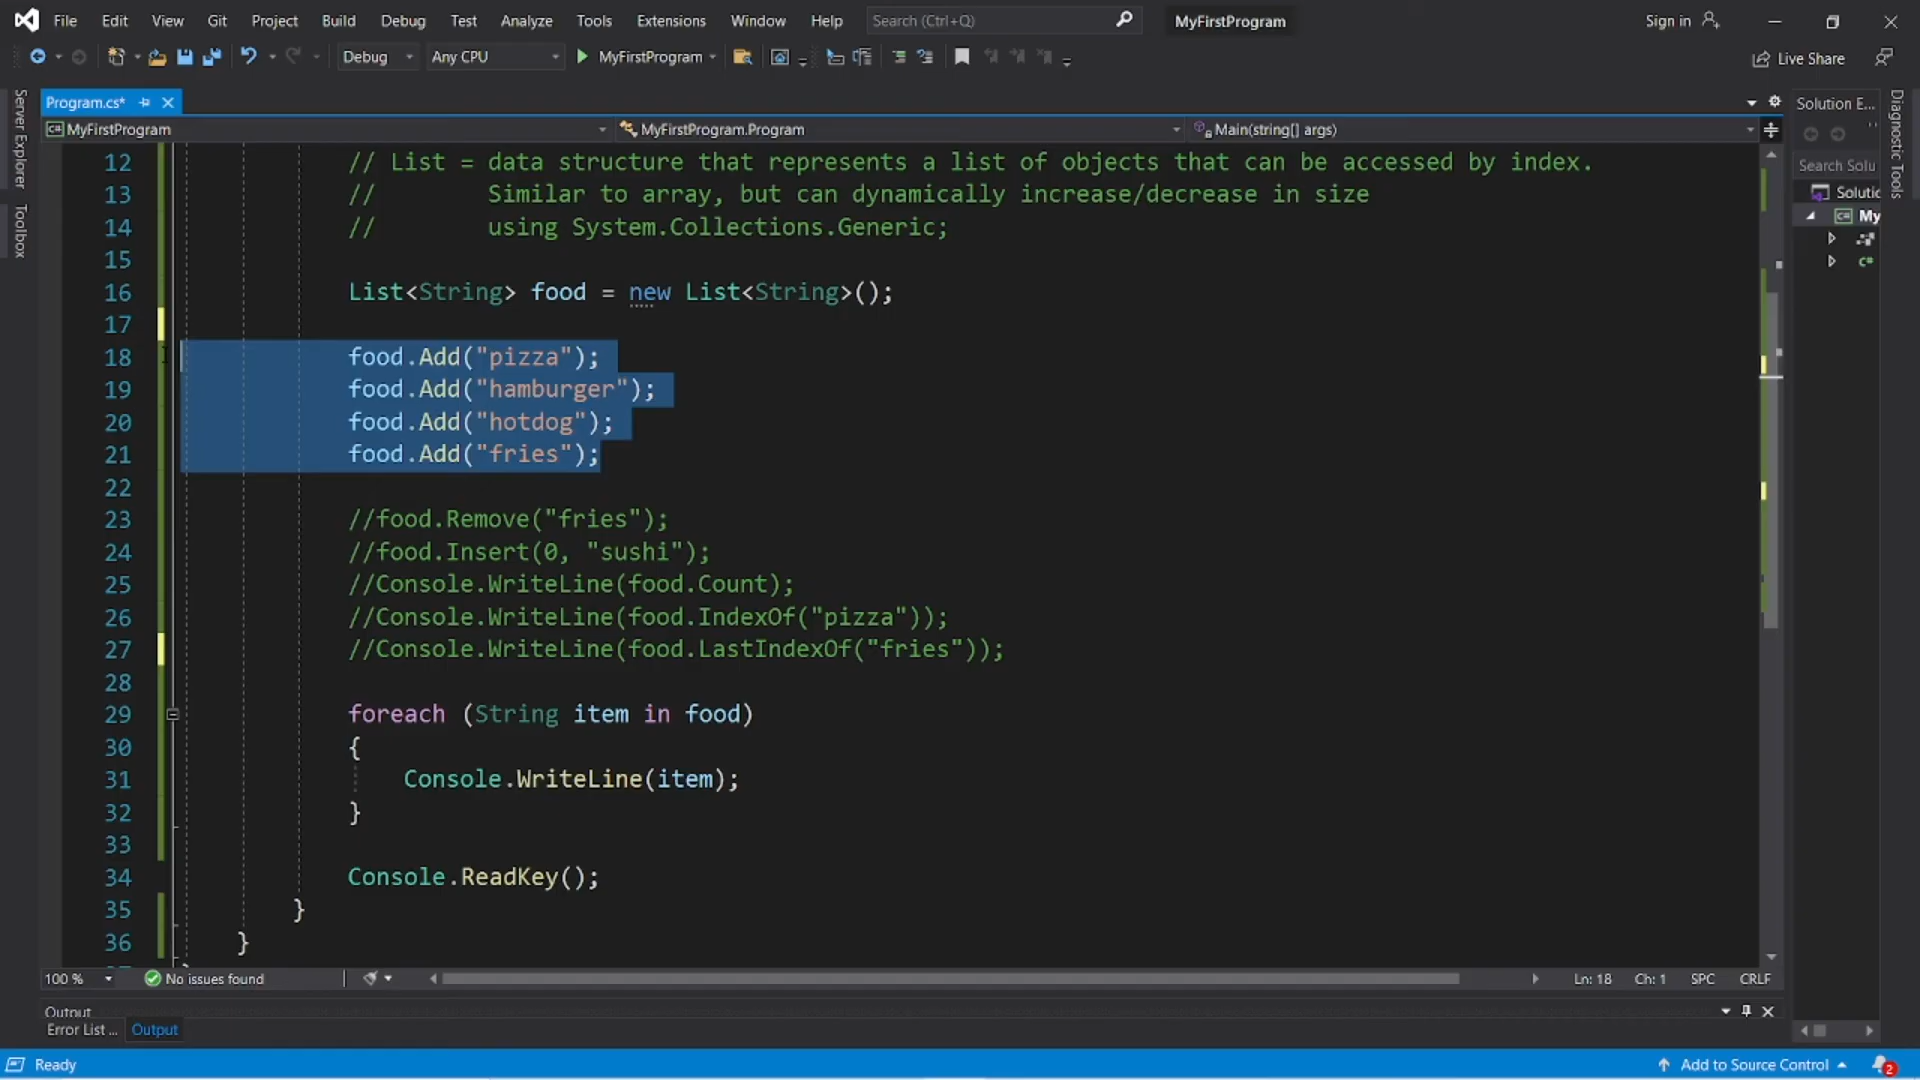 File Edit View Git Project Build Debug Test Analyze Tools Extensions Window Help Search (Ctrl+Q) MyFirstProgram Sign in
Debug Any CPU MyFirstProgram Live Share
Program.cs* Solution E...
MyFirstProgram MyFirstProgram.Program Main(string[] args)
Server Explorer
Toolbox
Diagnostic Tools
Search Solu
Solutic
My
12 // List = data structure that represents a list of objects that can be accessed by index.
13 // Similar to array, but can dynamically increase/decrease in size
14 // using System.Collections.Generic;
15
16 List<String> food = new List<String>();
17
18 food.Add("pizza");
19 food.Add("hamburger");
20 food.Add("hotdog");
21 food.Add("fries");
22
23 //food.Remove("fries");
24 //food.Insert(0, "sushi");
25 //Console.WriteLine(food.Count);
26 //Console.WriteLine(food.IndexOf("pizza"));
27 //Console.WriteLine(food.LastIndexOf("fries"));
28
29 foreach (String item in food)
30 {
31 Console.WriteLine(item);
32 }
33
34 Console.ReadKey();
35 }
36 }
100 % No issues found Ln: 18 Ch: 1 SPC CRLF
Output
Error List ... Output
Ready Add to Source Control 2